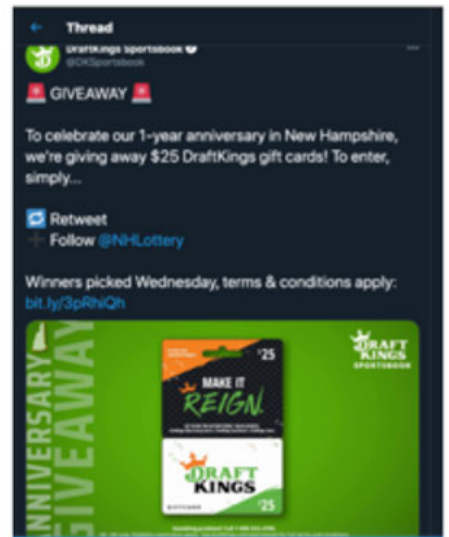 Thread
DraftKings Sportsbook
@DKSportsbook
GIVEAWAY
To celebrate our 1-year anniversary in New Hampshire,
we're giving away $25 DraftKings gift cards! To enter,
simply...
Retweet
Follow @NHLottery
Winners picked Wednesday, terms & conditions apply:
bit.ly/3pRhiQh
ANNIVERSARY
GIVEAWAY
DRAFT
KINGS
SPORTSBOOK
$25
MAKE IT
REIGN.
DRAFT
KINGS
$25